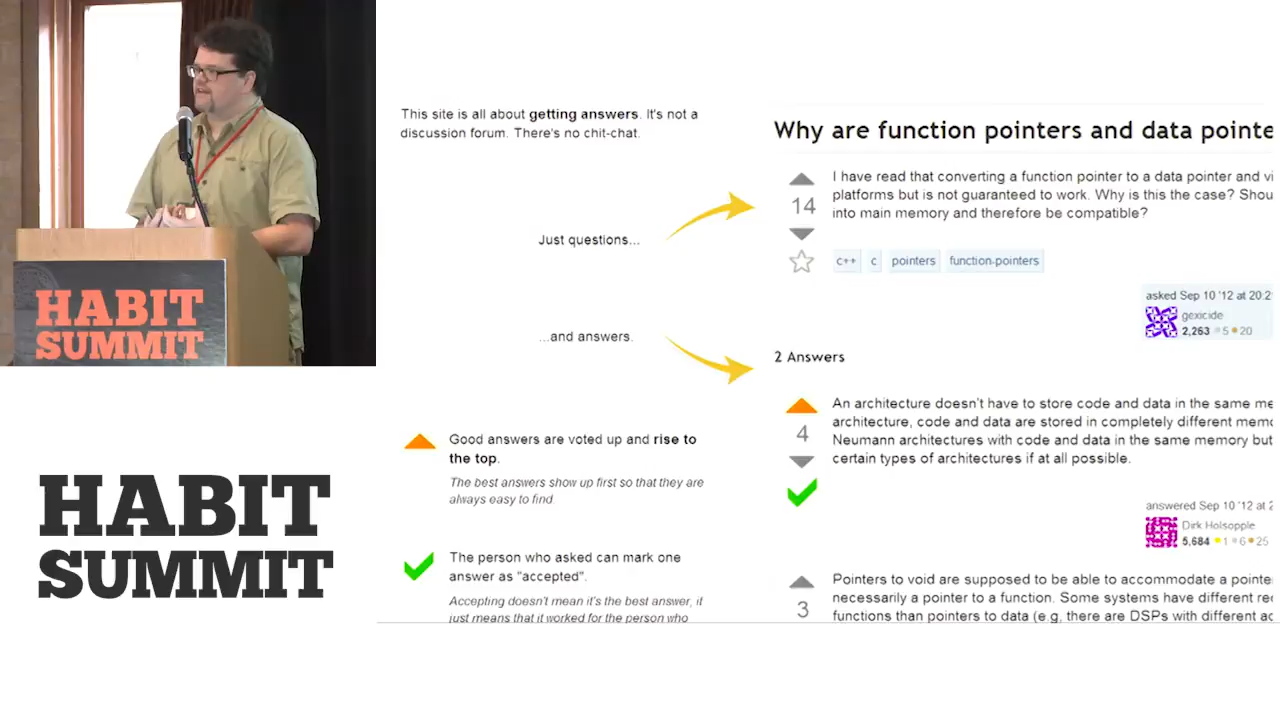 HABIT
SUMMIT
HABIT
SUMMIT
This site is all about getting answers. It's not a
discussion forum. There's no chit-chat.
Just questions...
...and answers.
Good answers are voted up and rise to
the top.
The best answers show up first so that they are
always easy to find.
The person who asked can mark one
answer as "accepted".
Accepting doesn't mean it's the best answer, it
just means that it worked for the person who
Why are function pointers and data pointe
14
I have read that converting a function pointer to a data pointer and vi
platforms but is not guaranteed to work. Why is this the case? Shou
into main memory and therefore be compatible?
c++ c pointers function-pointers
asked Sep 10 '12 at 20:2
gexicide
2,263 5 20
2 Answers
4
An architecture doesn't have to store code and data in the same me
architecture, code and data are stored in completely different memo
Neumann architectures with code and data in the same memory but
certain types of architectures if at all possible.
answered Sep 10 '12 at 2
Dirk Holsopple
5,684 1 6 25
3
Pointers to void are supposed to be able to accommodate a pointe
necessarily a pointer to a function. Some systems have different re
functions than pointers to data (e.g, there are DSPs with different ac